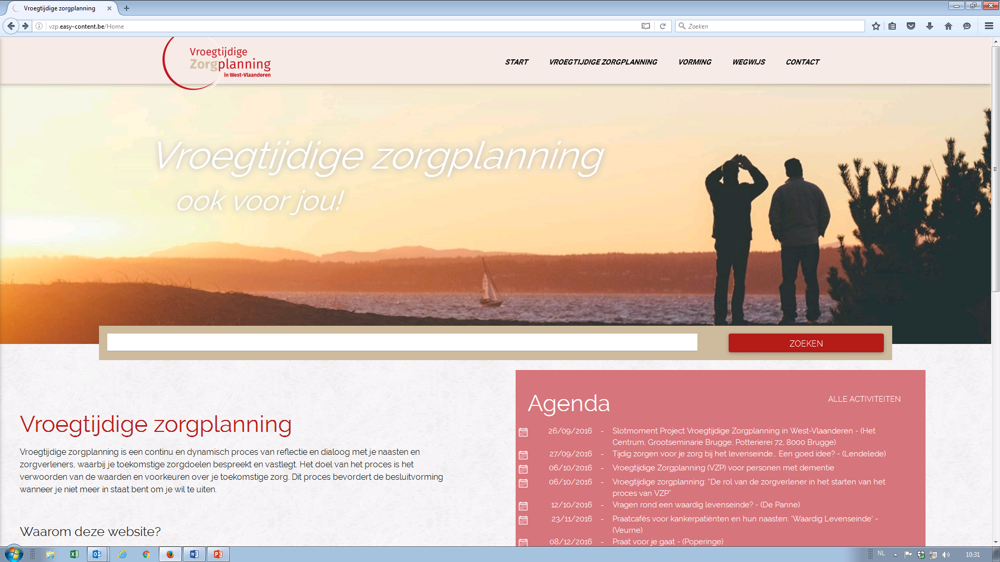 Vroegtijdige zorgplanning
vzp.easy-content.be/Home
Zoeken
Vroegtijdige
Zorgplanning
in West-Vlaanderen
START
VROEGTIJDIGE ZORGPLANNING
VORMING
WEGWIJS
CONTACT
Vroegtijdige zorgplanning
ook voor jou!
ZOEKEN
Vroegtijdige zorgplanning
Vroegtijdige zorgplanning is een continu en dynamisch proces van reflectie en dialoog met je naasten en
zorgverleners, waarbij je toekomstige zorgdoelen bespreekt en vastlegt. Het doel van het proces is het
verwoorden van de waarden en voorkeuren over je toekomstige zorg. Dit proces bevordert de besluitvorming
wanneer je niet meer in staat bent om je wil te uiten.
Waarom deze website?
Agenda
ALLE ACTIVITEITEN
26/09/2016 - Slotmoment Project Vroegtijdige Zorgplanning in West-Vlaanderen - (Het
Centrum, Grootseminarie Brugge, Potterierei 72, 8000 Brugge)
27/09/2016 - Tijdig zorgen voor je zorg bij het levenseinde... Een goed idee? - (Lendelede)
06/10/2016 - Vroegtijdige Zorgplanning (VZP) voor personen met dementie
06/10/2016 - Vroegtijdige zorgplanning: “De rol van de zorgverlener in het starten van het
proces van VZP”
12/10/2016 - Vragen rond een waardig levenseinde? - (De Panne)
23/11/2016 - Praatcafés voor kankerpatiënten en hun naasten: 'Waardig Levenseinde' -
(Veurne)
08/12/2016 - Praat voor je gaat - (Poperinge)
NL
10:31